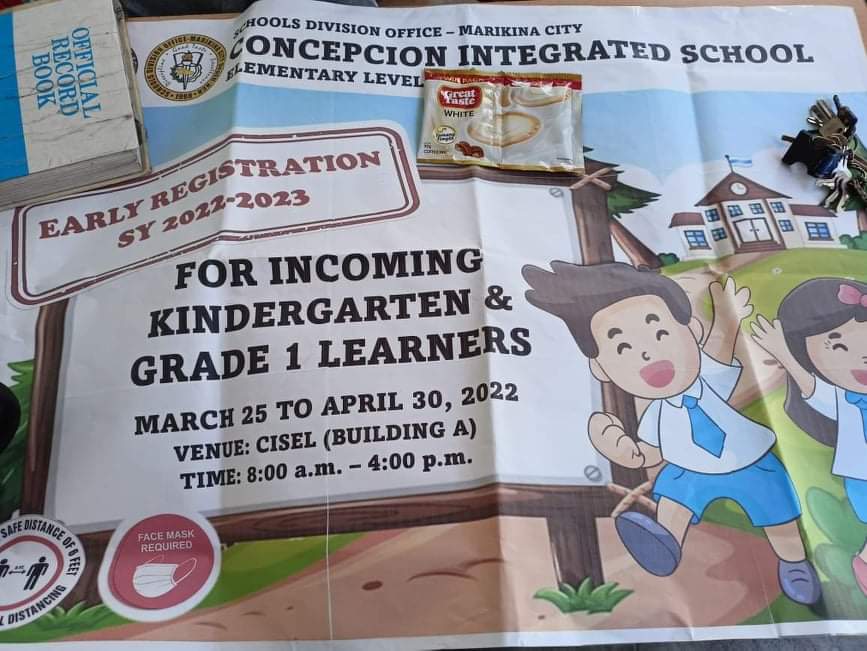 OFFICIAL
RECORD
BOOK
SCHOOLS DIVISION OFFICE – MARIKINA CITY
CONCEPCION INTEGRATED SCHOOL
ELEMENTARY LEVEL
Great
Taste
WHITE
EARLY REGISTRATION
SY 2022-2023
FOR INCOMING
KINDERGARTEN &
GRADE 1 LEARNERS
MARCH 25 TO APRIL 30, 2022
VENUE: CISEL (BUILDING A)
TIME: 8:00 a.m. – 4:00 p.m.
SAFE DISTANCE OF 6 FEET
L DISTANCING
FACE MASK
REQUIRED